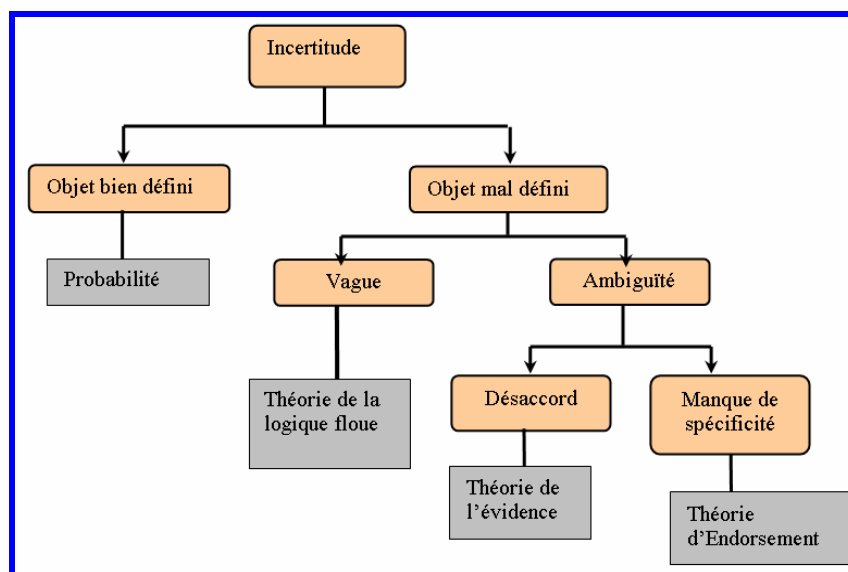 Incertitude
Objet bien défini
Objet mal défini
Probabilité
Vague
Ambiguïté
Théorie de la
logique floue
Désaccord
Manque de
spécificité
Théorie de
l’évidence
Théorie
d’Endorsement